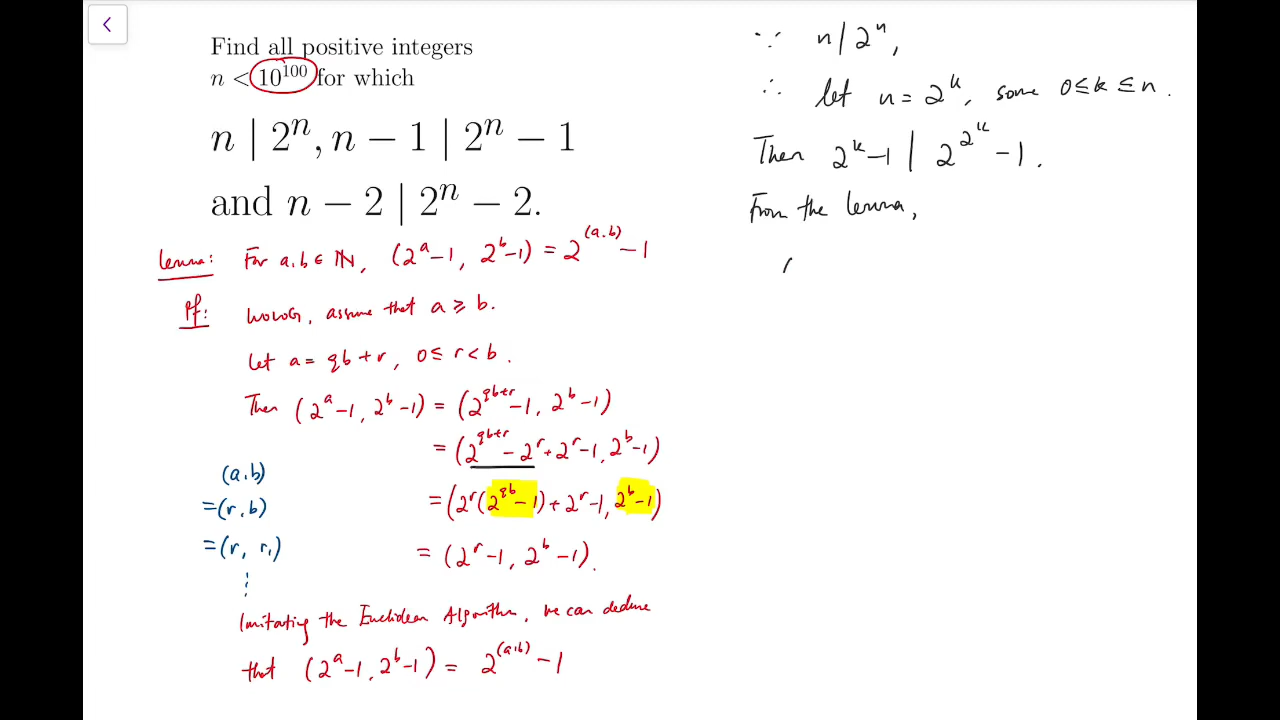 Find all positive integers
n < 10^100 for which
n | 2^n, n − 1 | 2^n − 1
and n − 2 | 2^n − 2.
Lemma: For a,b ∈ ℕ, (2^a −1, 2^b −1) = 2^(a,b) −1
Pf: WOLOG, assume that a ≥ b.
Let a = qb+r, 0 ≤ r < b.
Then (2^a −1, 2^b −1) = (2^{qb+r} −1, 2^b −1)
= (2^{qb+r} − 2^r + 2^r −1, 2^b −1)
= (2^r (2^{qb} −1) + 2^r −1, 2^b −1)
= (2^r −1, 2^b −1).
(a,b)
= (r,b)
= (r, r₁)
⋮
Imitating the Euclidean Algorithm, we can deduce
that (2^a −1, 2^b −1) = 2^(a,b) −1
∵ n | 2^n,
∴ let n = 2^k, some 0 ≤ k ≤ n.
Then 2^k −1 | 2^{2^k} −1.
From the lemma,
(